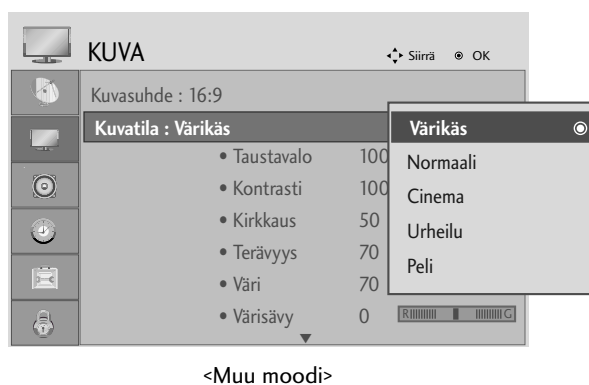 KUVA
Siirrä OK
Kuvasuhde : 16:9
Kuvatila : Värikäs
• Taustavalo 100
• Kontrasti 100
• Kirkkaus 50
• Terävyys 70
• Väri 70
• Värisävy 0 R G
Värikäs
Normaali
Cinema
Urheilu
Peli
<Muu moodi>